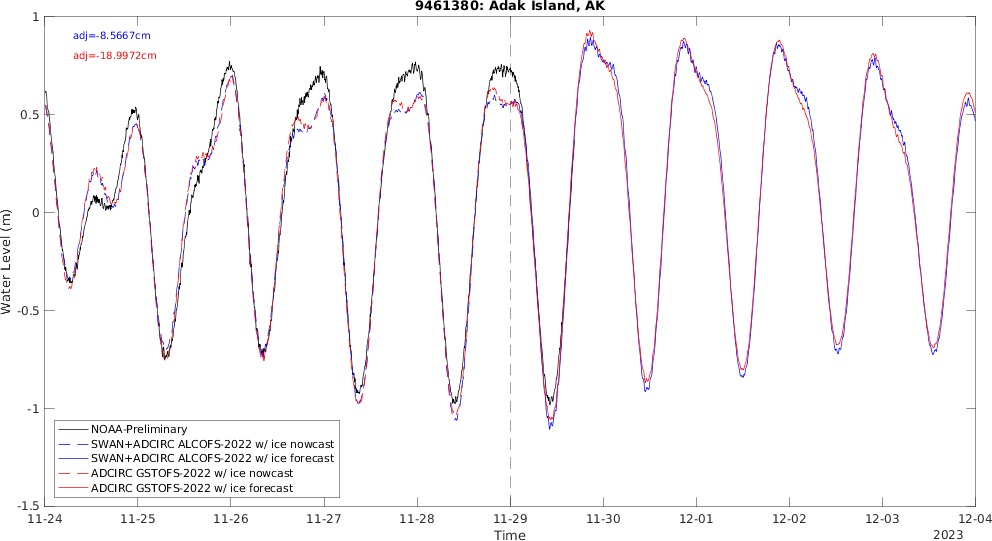 9461380: Adak Island, AK
adj=-8.5667cm
adj=-18.9972cm
1
0.5
0
-0.5
-1
-1.5
Water Level (m)
NOAA-Preliminary
SWAN+ADCIRC ALCOFS-2022 w/ ice nowcast
SWAN+ADCIRC ALCOFS-2022 w/ ice forecast
ADCIRC GSTOFS-2022 w/ ice nowcast
ADCIRC GSTOFS-2022 w/ ice forecast
11-24 11-25 11-26 11-27 11-28 11-29 11-30 12-01 12-02 12-03 12-04
Time
2023